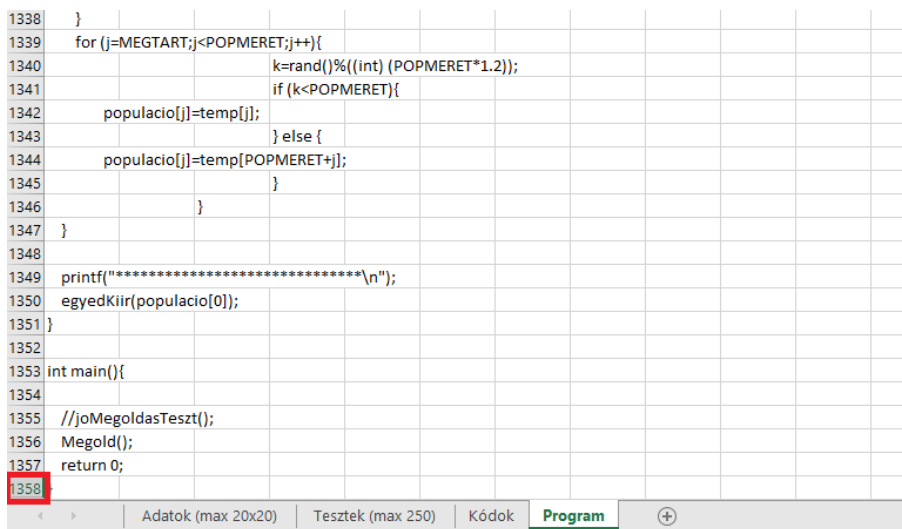 1338 }
1339 for (j=MEGTART;j<POPMERET;j++){
1340 k=rand()%((int) (POPMERET*1.2));
1341 if (k<POPMERET){
1342 populacio[j]=temp[j];
1343 } else {
1344 populacio[j]=temp[POPMERET+j];
1345 }
1346 }
1347 }
1348
1349 printf("******************************\n");
1350 egyedKiir(populacio[0]);
1351 }
1352
1353 int main(){
1354
1355 //joMegoldasTeszt();
1356 Megold();
1357 return 0;
1358
Adatok (max 20x20) Tesztek (max 250) Kódok Program